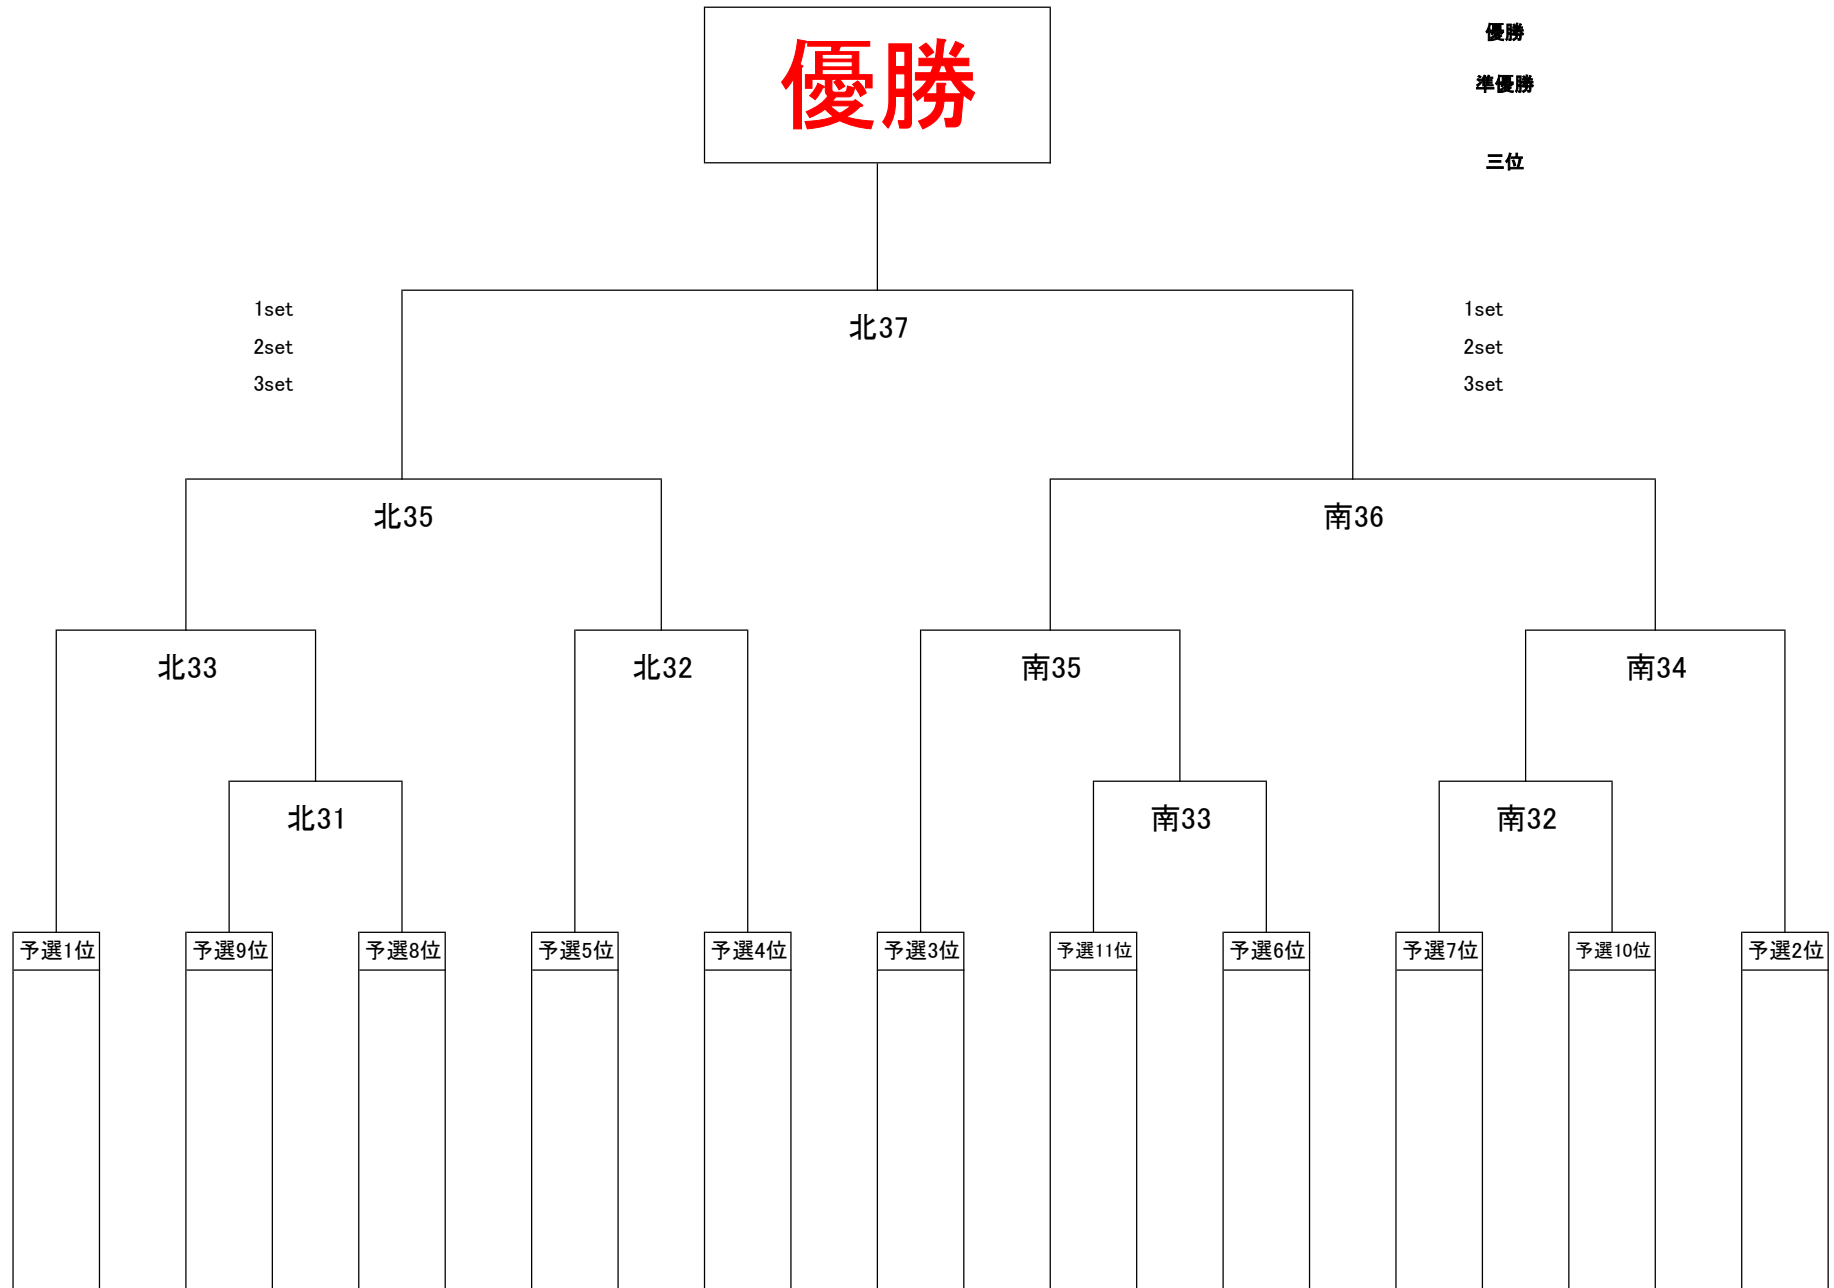 優勝
優勝
準優勝
三位
1set
2set
3set
北37
1set
2set
3set
北35
南36
北33
北32
南35
南34
北31
南33
南32
予選1位
予選9位
予選8位
予選5位
予選4位
予選3位
予選11位
予選6位
予選7位
予選10位
予選2位